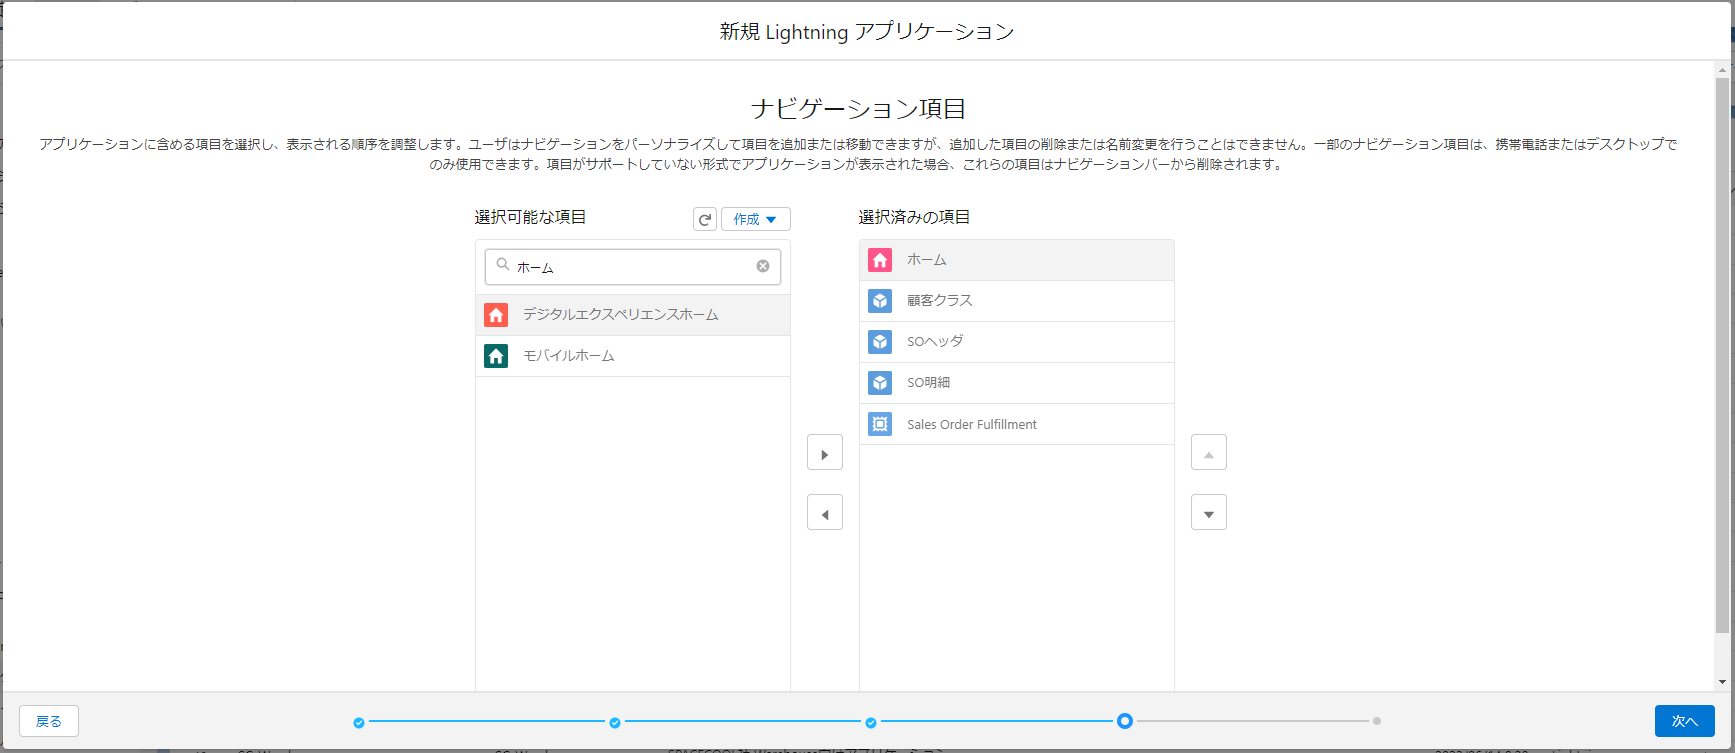 新規 Lightning アプリケーション
ナビゲーション項目
アプリケーションに含める項目を選択し、表示される順序を調整します。ユーザはナビゲーションをパーソナライズして項目を追加または移動できますが、追加した項目の削除または名前変更を行うことはできません。一部のナビゲーション項目は、携帯電話またはデスクトップで
のみ使用できます。項目がサポートしていない形式でアプリケーションが表示された場合、これらの項目はナビゲーションバーから削除されます。
選択可能な項目
作成
ホーム
デジタルエクスペリエンスホーム
モバイルホーム
選択済みの項目
ホーム
顧客クラス
SOヘッダ
SO明細
Sales Order Fulfillment
戻る
次へ